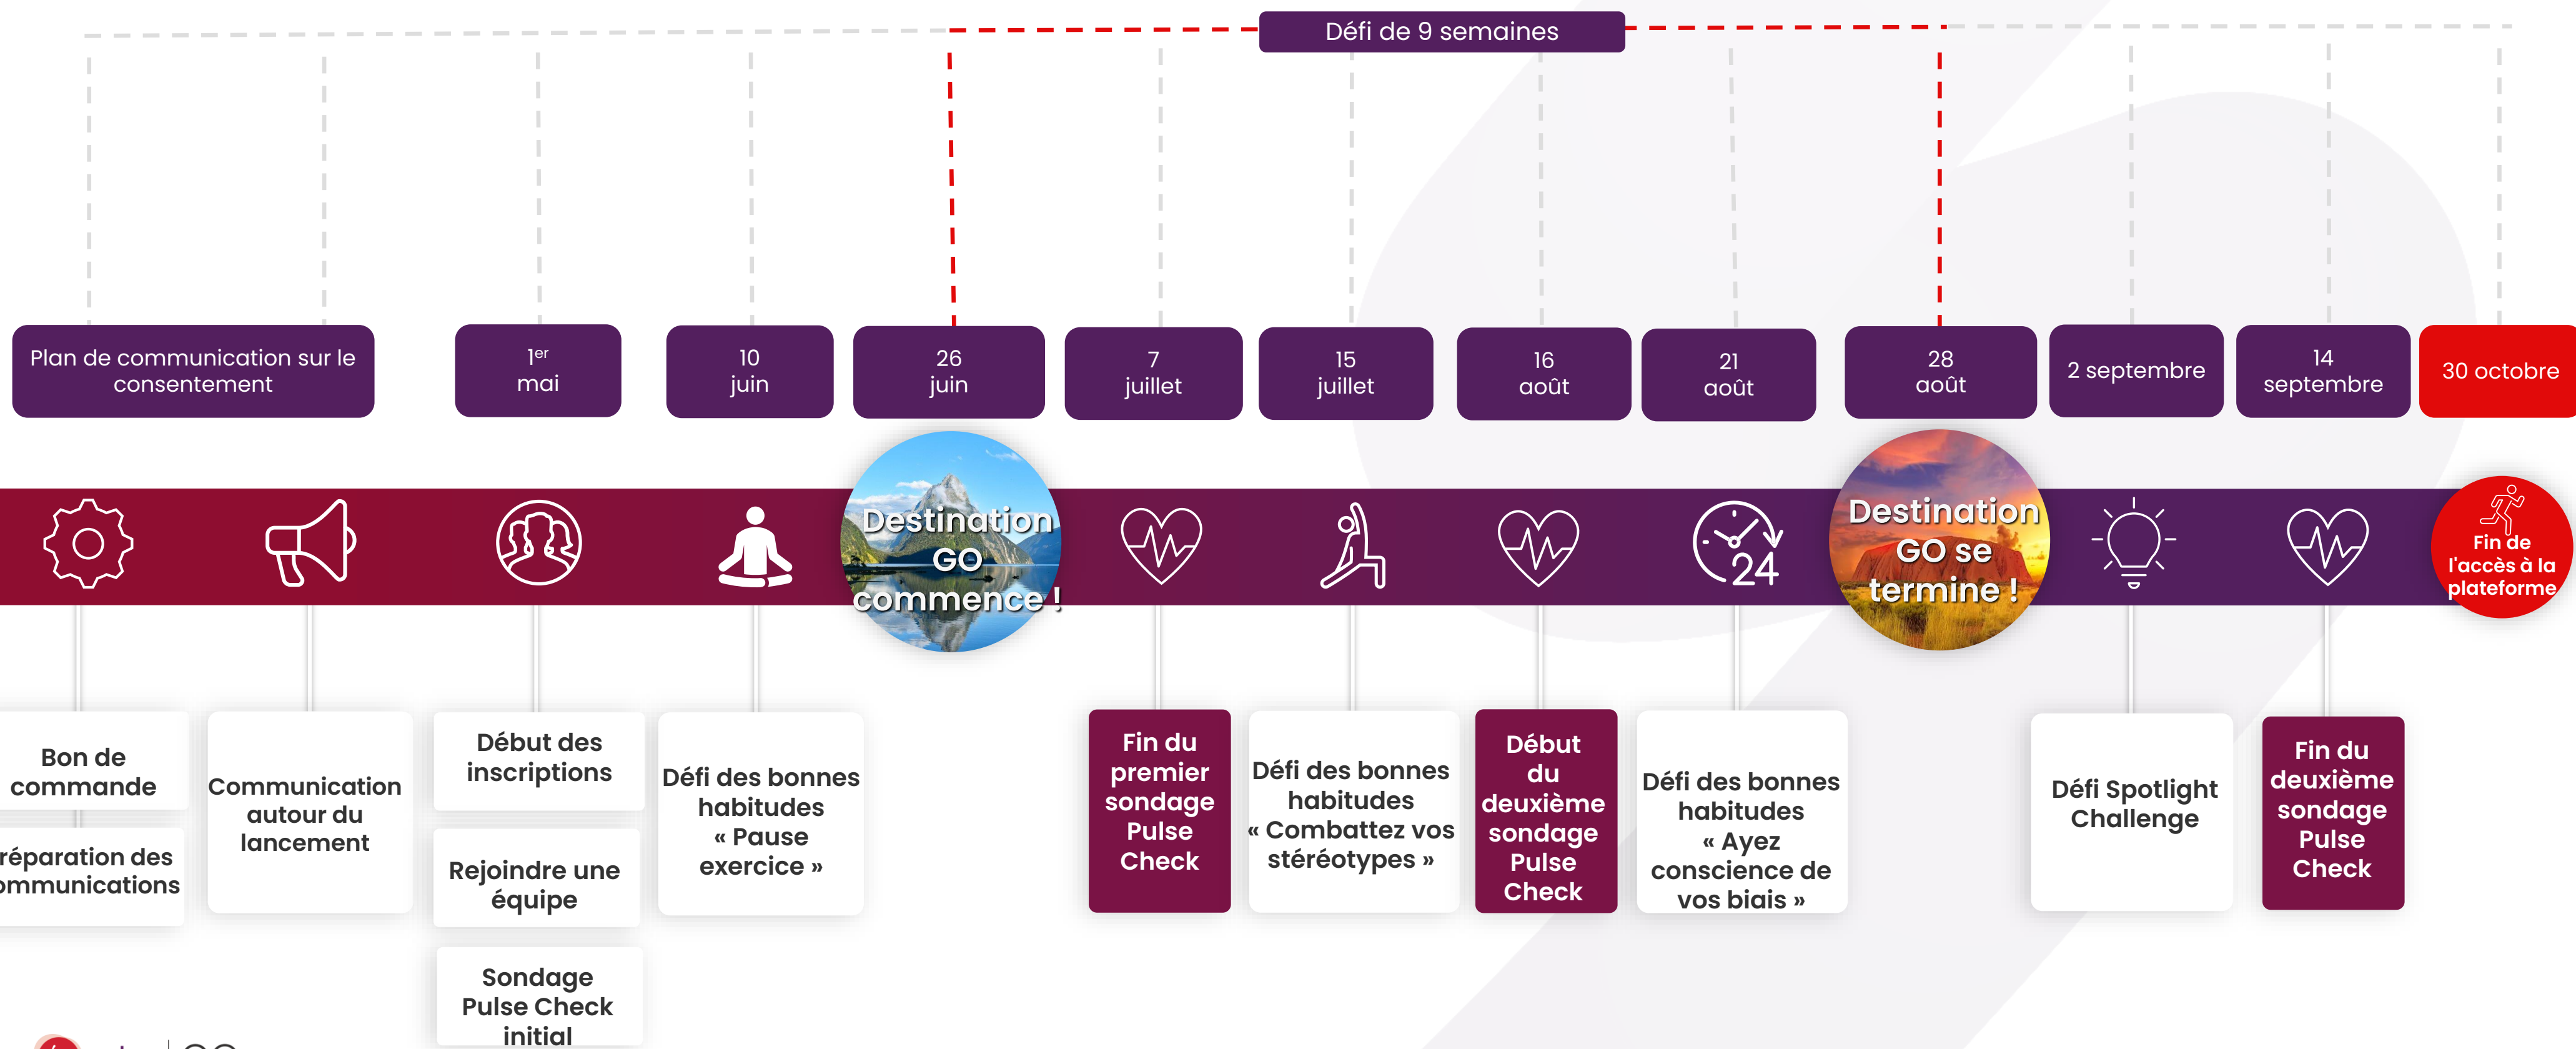 Défi de 9 semaines
Plan de communication sur le
consentement
1er
mai
10
juin
26
juin
7
juillet
15
juillet
16
août
21
août
28
août
2 septembre
14
septembre
30 octobre
Destination
GO
commence !
24
Destination
GO se
termine !
Fin de
l'accès à la
plateforme
Bon de
commande
réparation des
ommunications
Communication
autour du
lancement
Début des
inscriptions
Rejoindre une
équipe
Sondage
Pulse Check
initial
Défi des bonnes
habitudes
« Pause
exercice »
Fin du
premier
sondage
Pulse
Check
Défi des bonnes
habitudes
« Combattez vos
stéréotypes »
Début
du
deuxième
sondage
Pulse
Check
Défi des bonnes
habitudes
« Ayez
conscience de
vos biais »
Défi Spotlight
Challenge
Fin du
deuxième
sondage
Pulse
Check